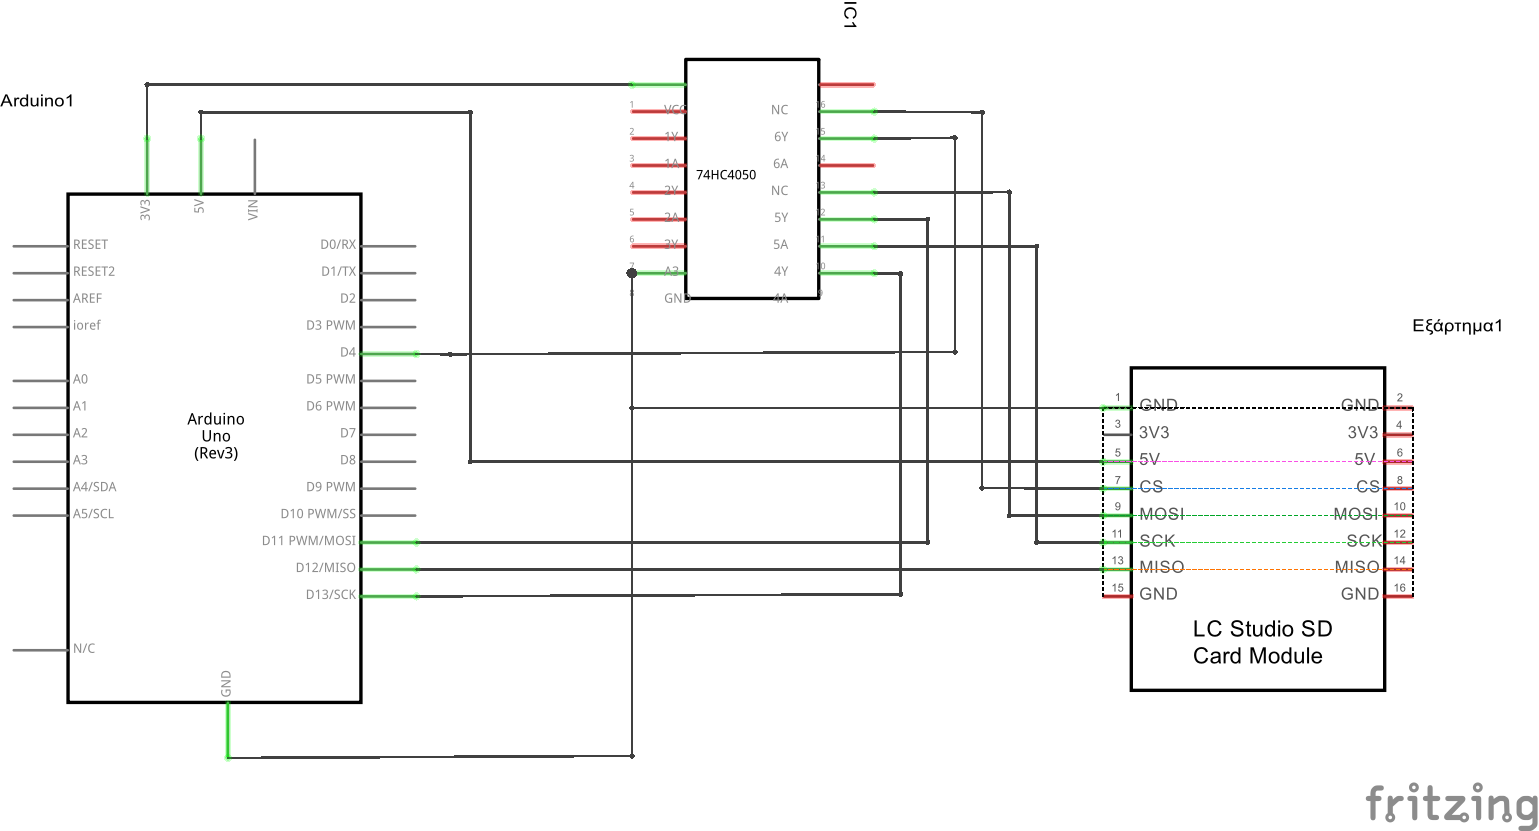 IC1
Arduino1
3V3
5V
VIN
RESET
RESET2
AREF
ioref
A0
A1
A2
A3
A4/SDA
A5/SCL
N/C
D0/RX
D1/TX
D2
D3 PWM
D4
D5 PWM
D6 PWM
D7
D8
D9 PWM
D10 PWM/SS
D11 PWM/MOSI
D12/MISO
D13/SCK
GND
Arduino
Uno
(Rev3)
1 VCC
2 1Y
3 1A
4 2Y
5 2A
6 3Y
7 A3
8 GND
74HC4050
NC 16
6Y 15
6A 14
NC 13
5Y 12
5A 11
4Y 10
4A 9
Εξάρτημα1
1 GND GND 2
3 3V3 3V3 4
5 5V 5V 6
7 CS CS 8
9 MOSI MOSI 10
11 SCK SCK 12
13 MISO MISO 14
15 GND GND 16
LC Studio SD
Card Module
fritzing